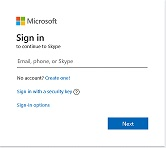 Microsoft
Sign in
to continue to Skype
Email, phone, or Skype
No account? Create one!
Sign in with a security key ?
Sign-in options
Next